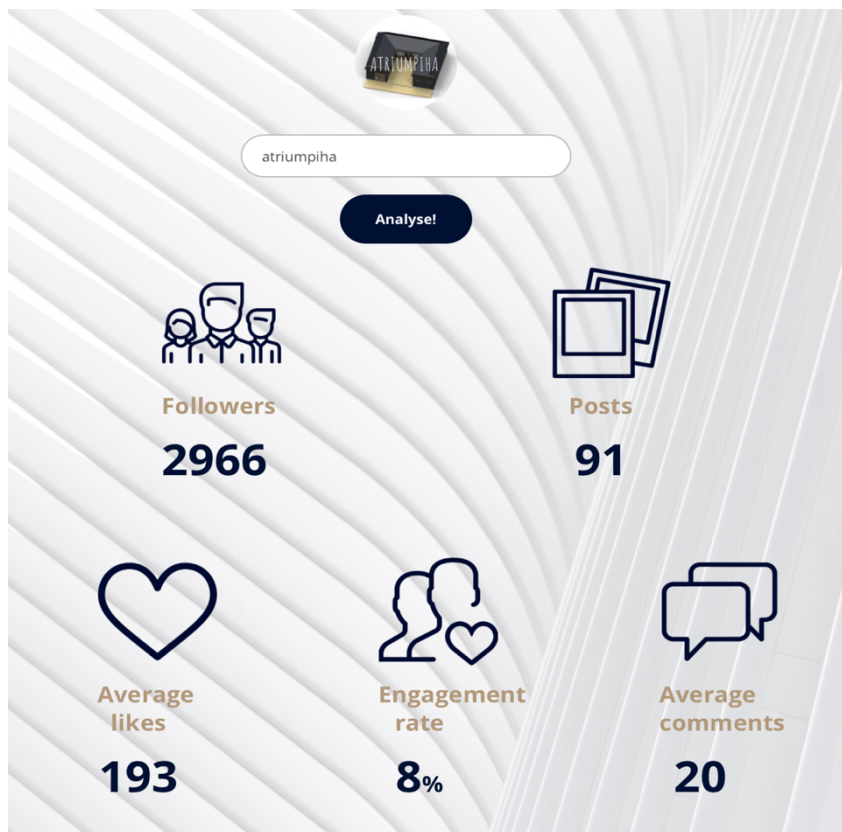 ATRIUMPIHA
atriumpiha
Analyse!
Followers
2966
Posts
91
Average
likes
193
Engagement
rate
8%
Average
comments
20